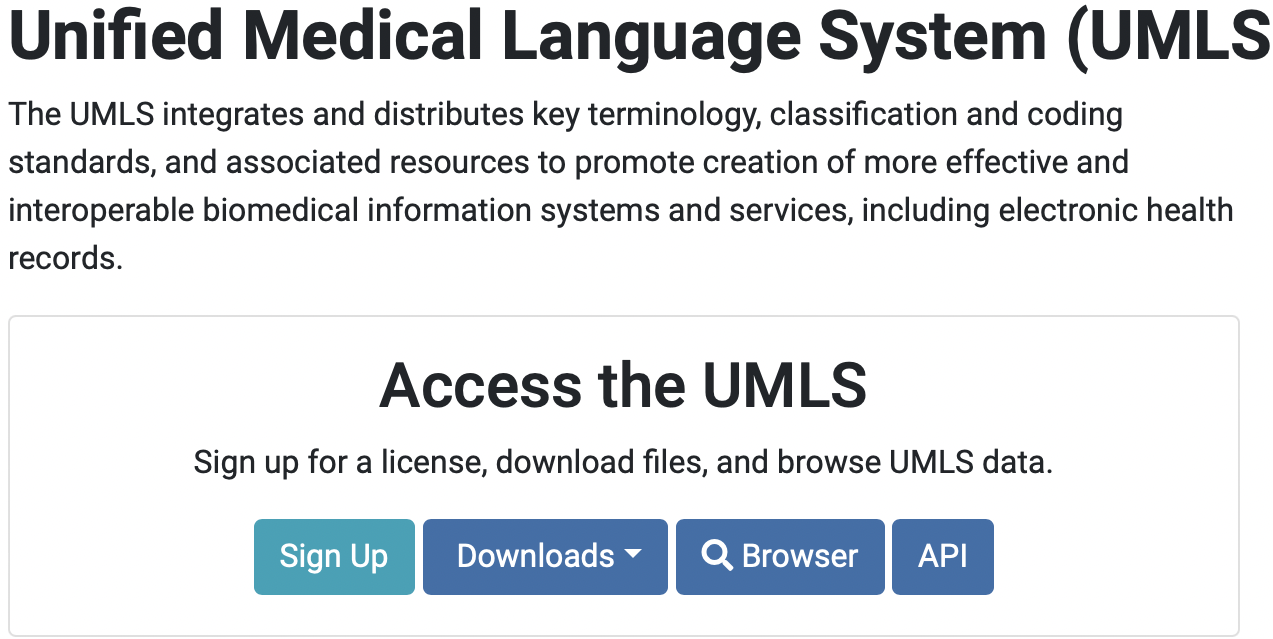 Unified Medical Language System (UMLS
The UMLS integrates and distributes key terminology, classification and coding
standards, and associated resources to promote creation of more effective and
interoperable biomedical information systems and services, including electronic health
records.
Access the UMLS
Sign up for a license, download files, and browse UMLS data.
Sign Up Downloads Browser API